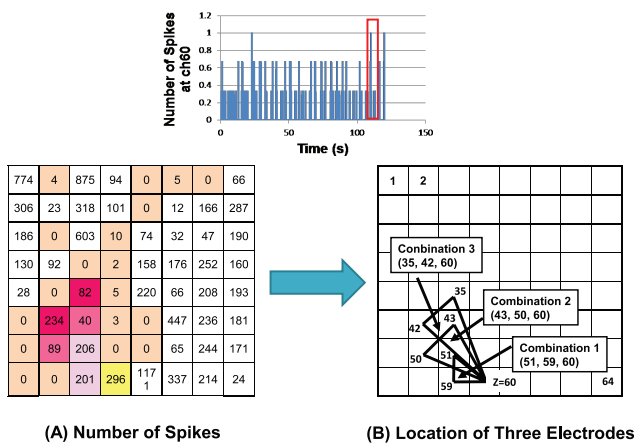 1.2
1
0.8
0.6
0.4
0.2
0
Number of Spikes
at ch60
0 50 100 150
Time (s)
774 4 875 94 0 5 0 66
306 23 318 101 0 12 166 287
186 0 603 10 74 32 47 190
130 92 0 2 158 176 252 160
28 0 82 5 220 66 208 193
0 234 40 3 0 447 236 181
0 89 206 0 0 65 244 171
0 0 201 296 117
1 337 214 24
(A) Number of Spikes
1 2
Conbination 3
(35, 42, 60)
35
Combination 2
(43, 50, 60)
43
42
Combination 1
(51, 59, 60)
51
50
59
Z=60
64
(B) Location of Three Electrodes